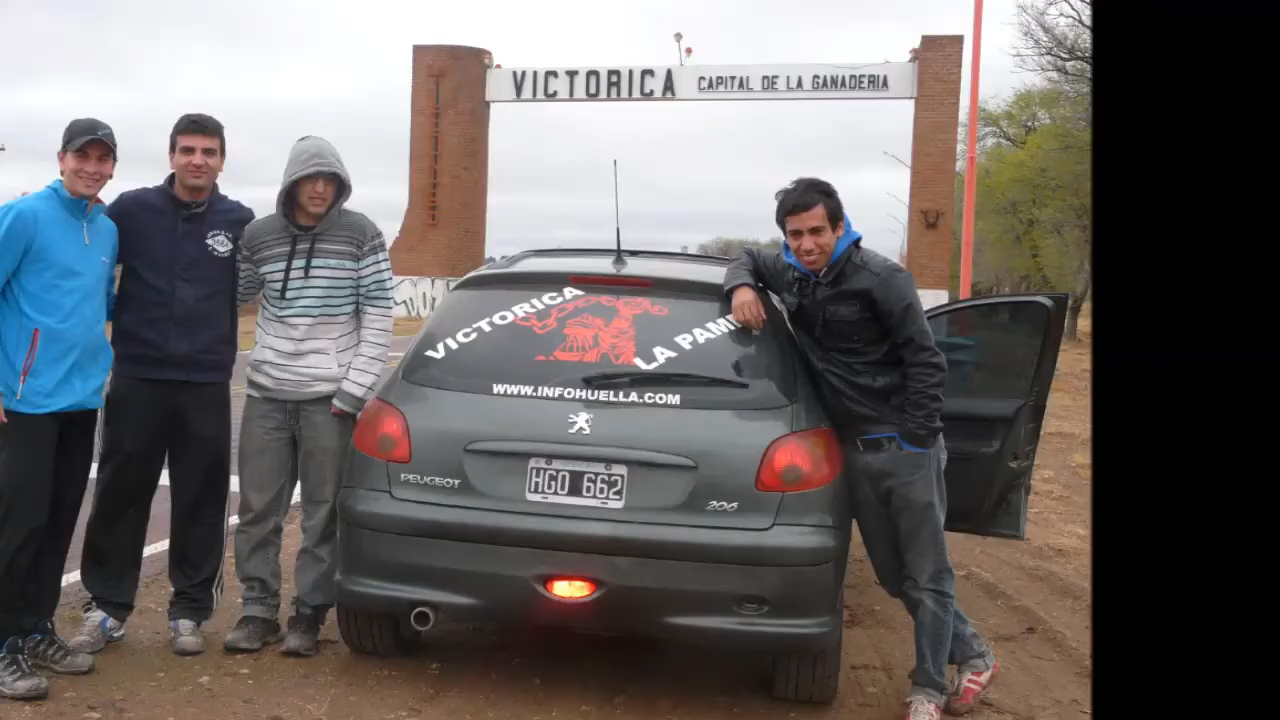 VICTORICA CAPITAL DE LA GANADERIA
VICTORICA
LA PAM
WWW.INFOHUELLA.COM
PEUGEOT
HGO 662
206